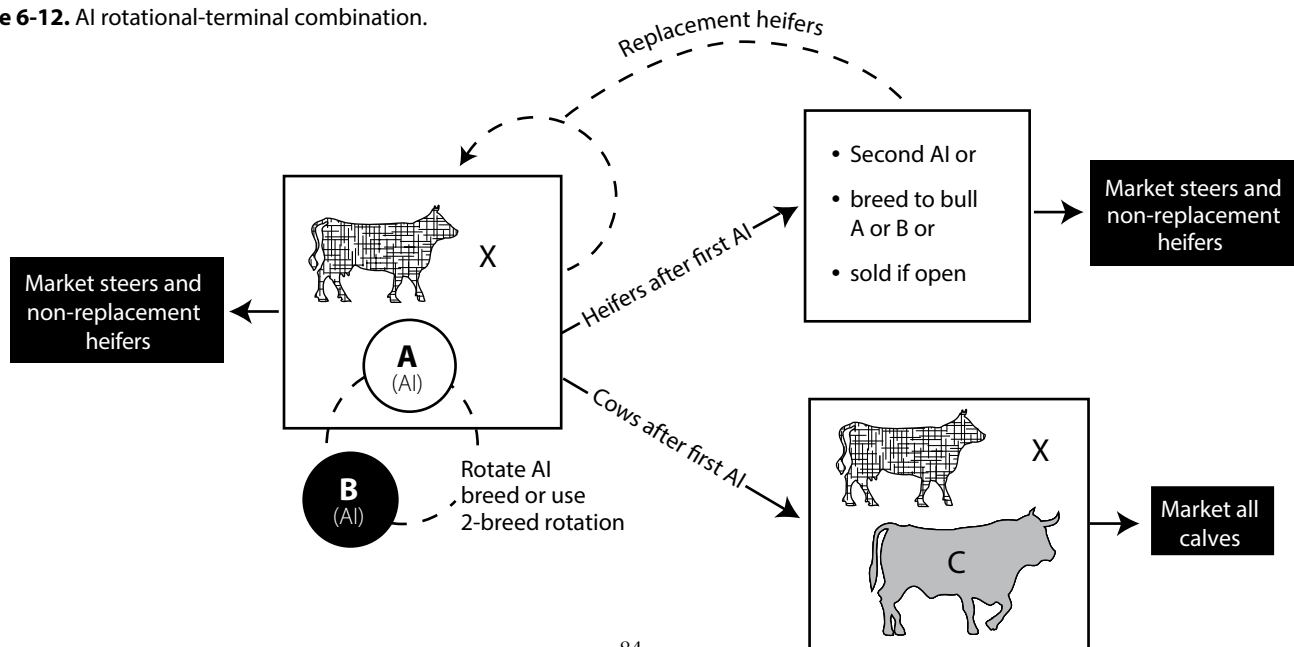 e 6-12. AI rotational-terminal combination.
Replacement heifers
• Second AI or
• breed to bull
A or B or
• sold if open
Market steers and
non-replacement
heifers
X
Heifers after first AI
Market steers and
non-replacement
heifers
A
(AI)
Cows after first AI
B
(AI)
Rotate AI
breed or use
2-breed rotation
X
C
Market all
calves
84